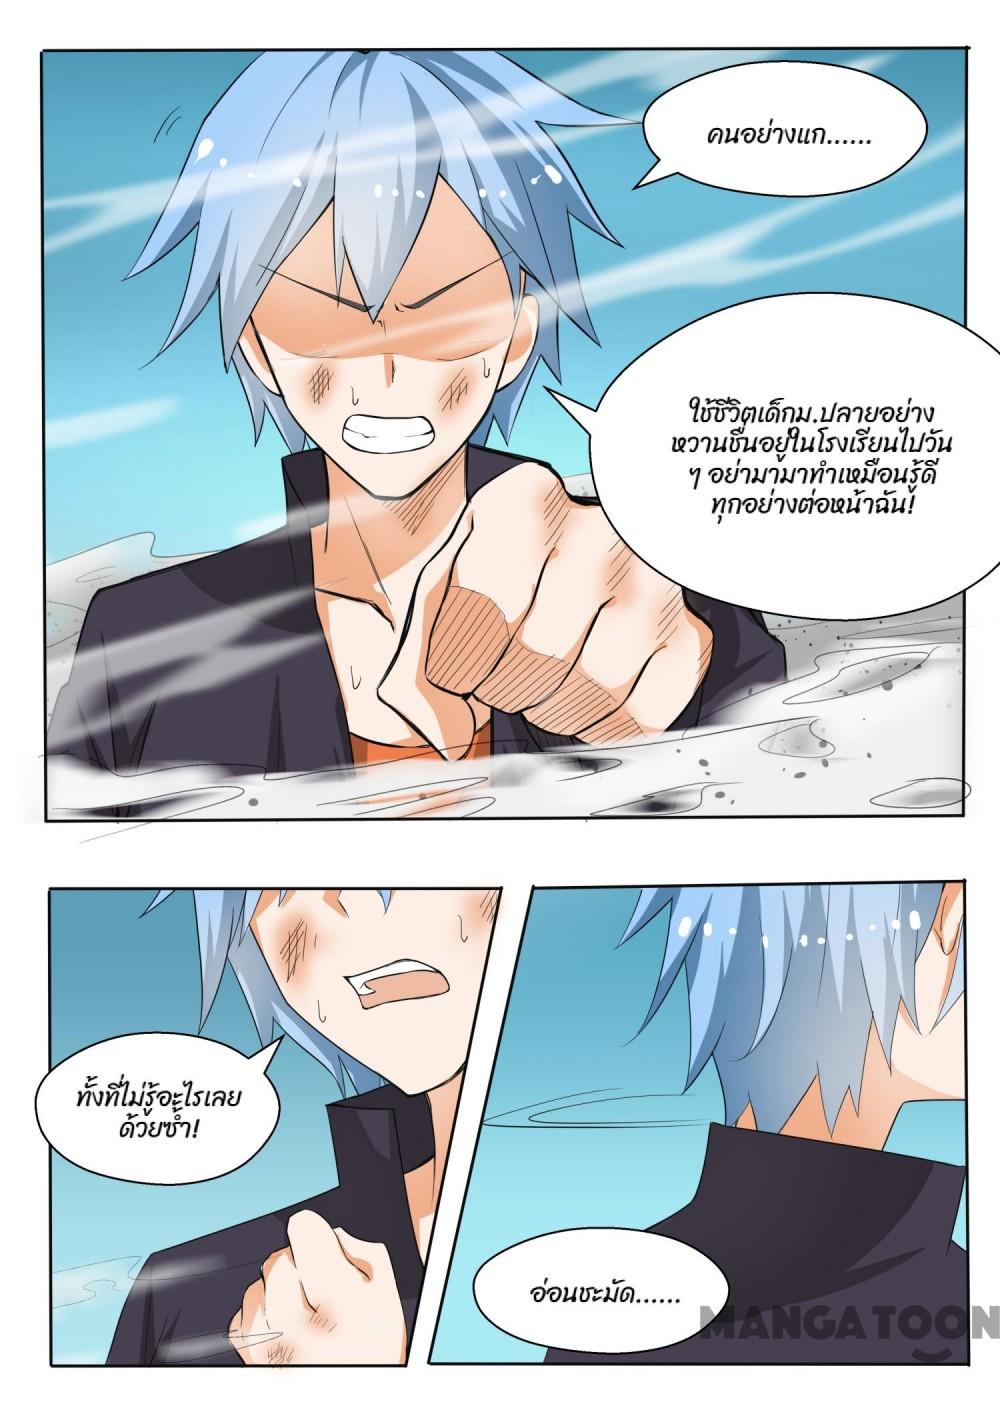 คนอย่างแก......
ใช้ชีวิตเด็กม.ปลายอย่าง
หวานชื่นอยู่ในโรงเรียนไปวัน
ๆ อย่ามามาทำเหมือนรู้ดี
ทุกอย่างต่อหน้าฉัน!
ทั้งที่ไม่รู้อะไรเลย
ด้วยซ้ำ!
อ่อนชะมัด......
MANGATOON